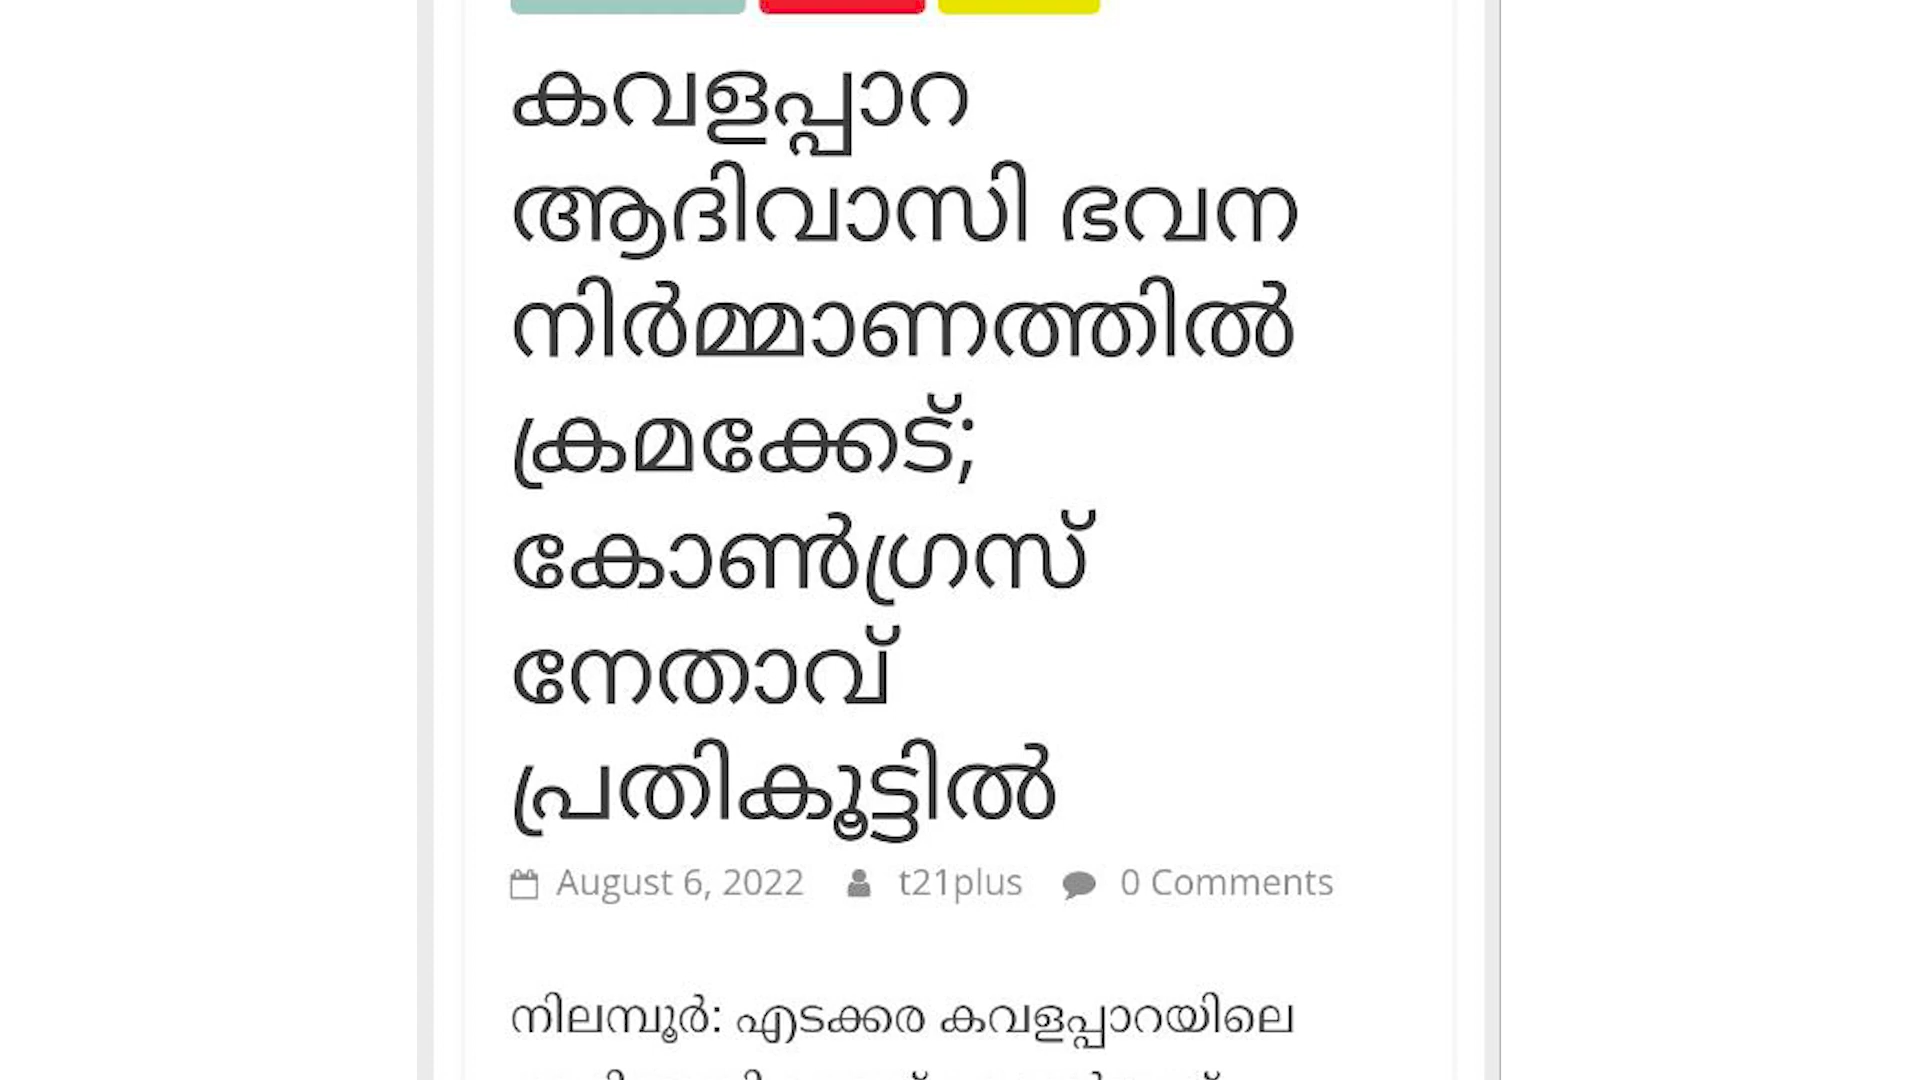 കവളപ്പാറ
ആദിവാസി ഭവന
നിർമ്മാണത്തിൽ
ക്രമക്കേട്;
കോൺഗ്രസ്
നേതാവ്
പ്രതികൂട്ടിൽ
August 6, 2022 t21plus 0 Comments
നിലമ്പൂർ: എടക്കര കവളപ്പാറയിലെ